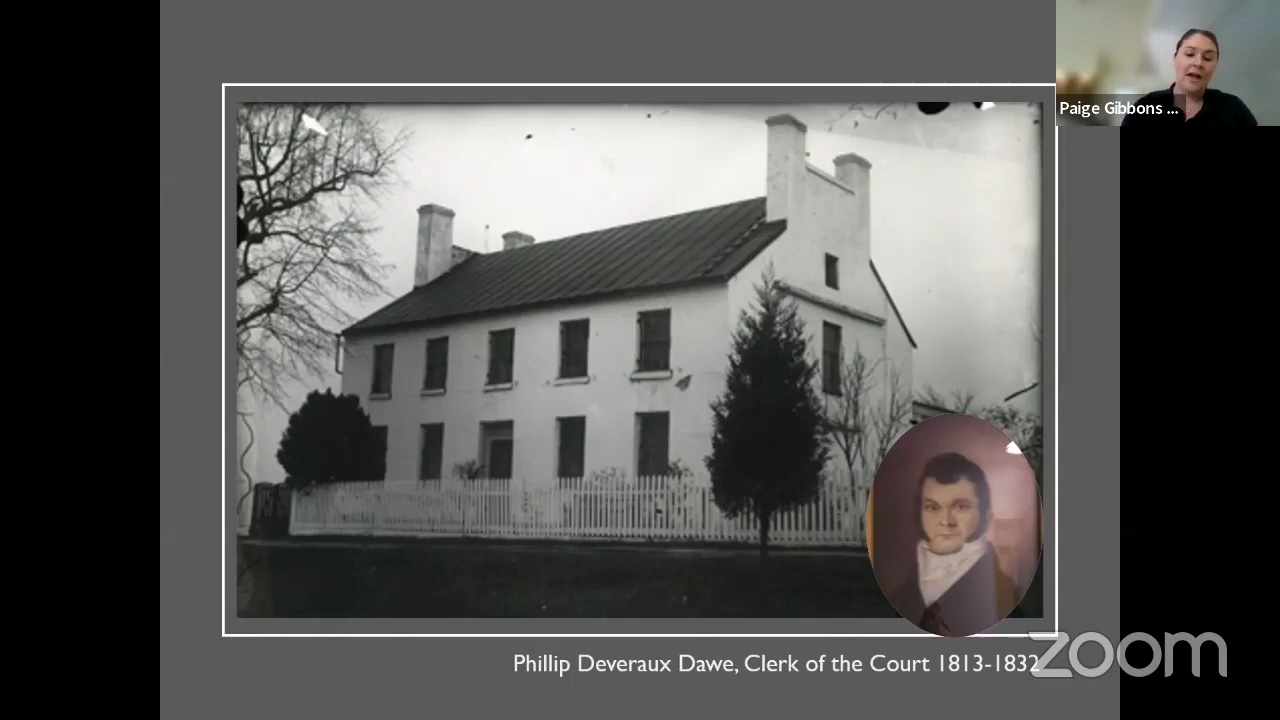 Paige Gibbons ...
Phillip Deveraux Dawe, Clerk of the Court 1813-1832
zoom